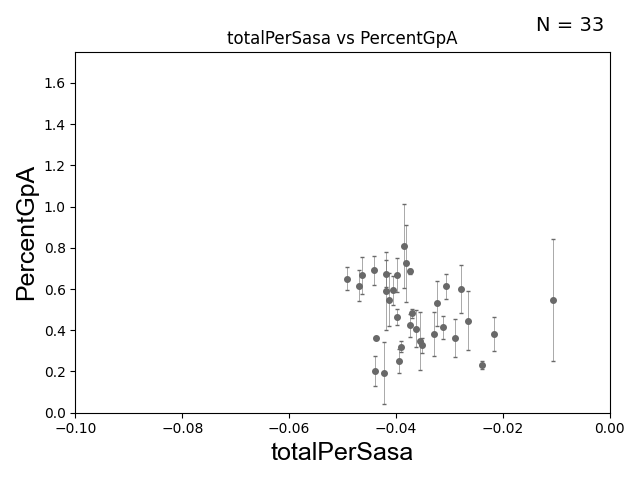 N = 33
totalPerSasa vs PercentGpA
PercentGpA
1.6
1.4
1.2
1.0
0.8
0.6
0.4
0.2
0.0
−0.10 −0.08 −0.06 −0.04 −0.02 0.00
totalPerSasa